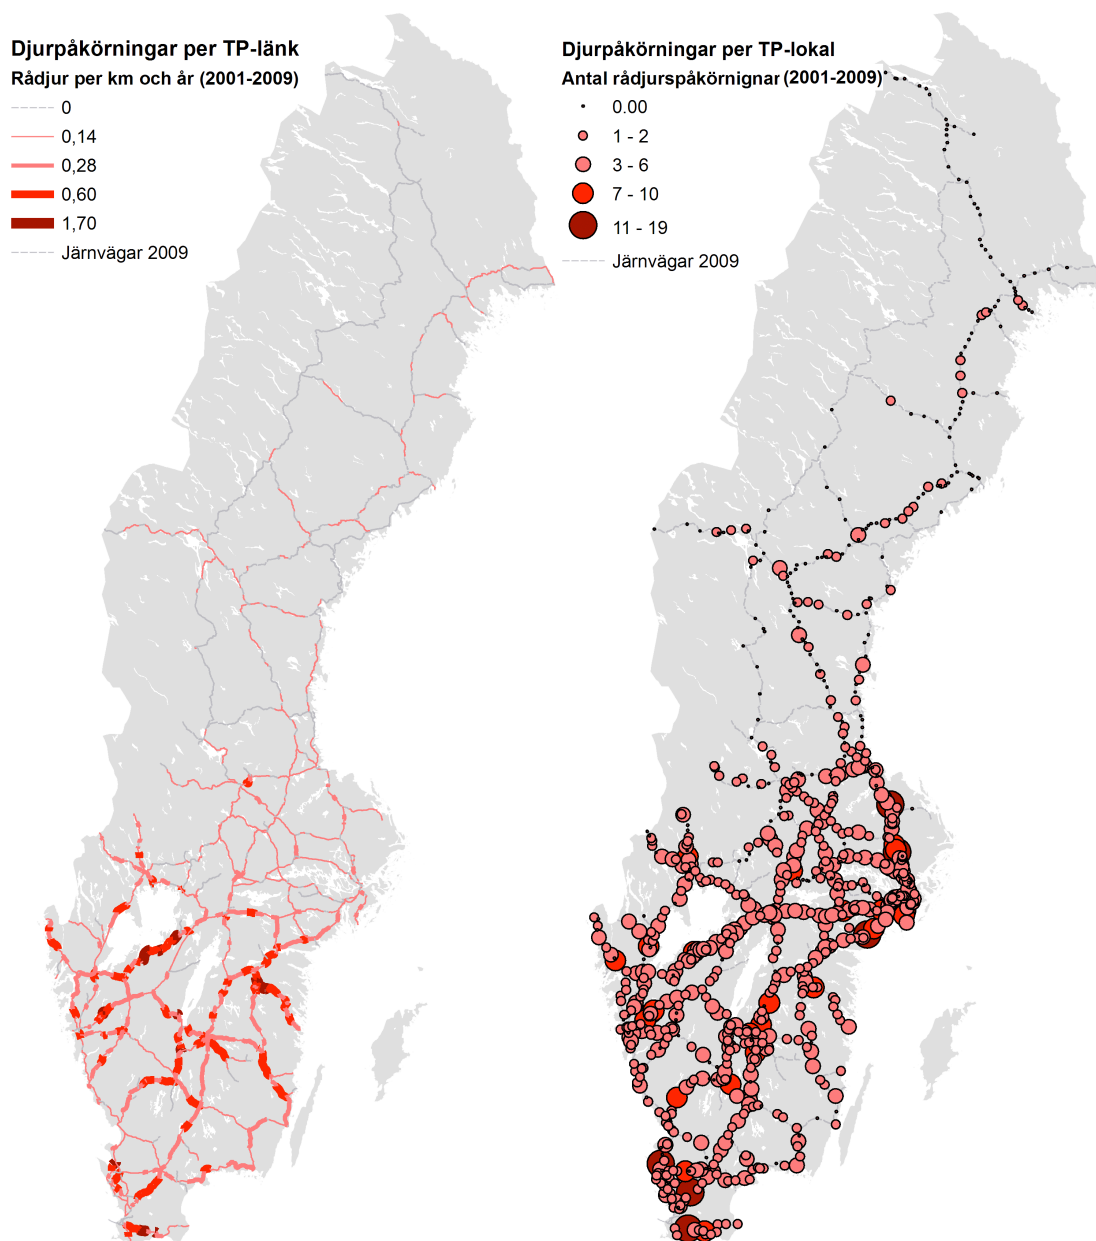 Djurpåkörningar per TP-länk
Rådjur per km och år (2001-2009)
0
0,14
0,28
0,60
1,70
Järnvägar 2009
Djurpåkörningar per TP-lokal
Antal rådjurspåkörnignar (2001-2009)
0.00
1 - 2
3 - 6
7 - 10
11 - 19
Järnvägar 2009